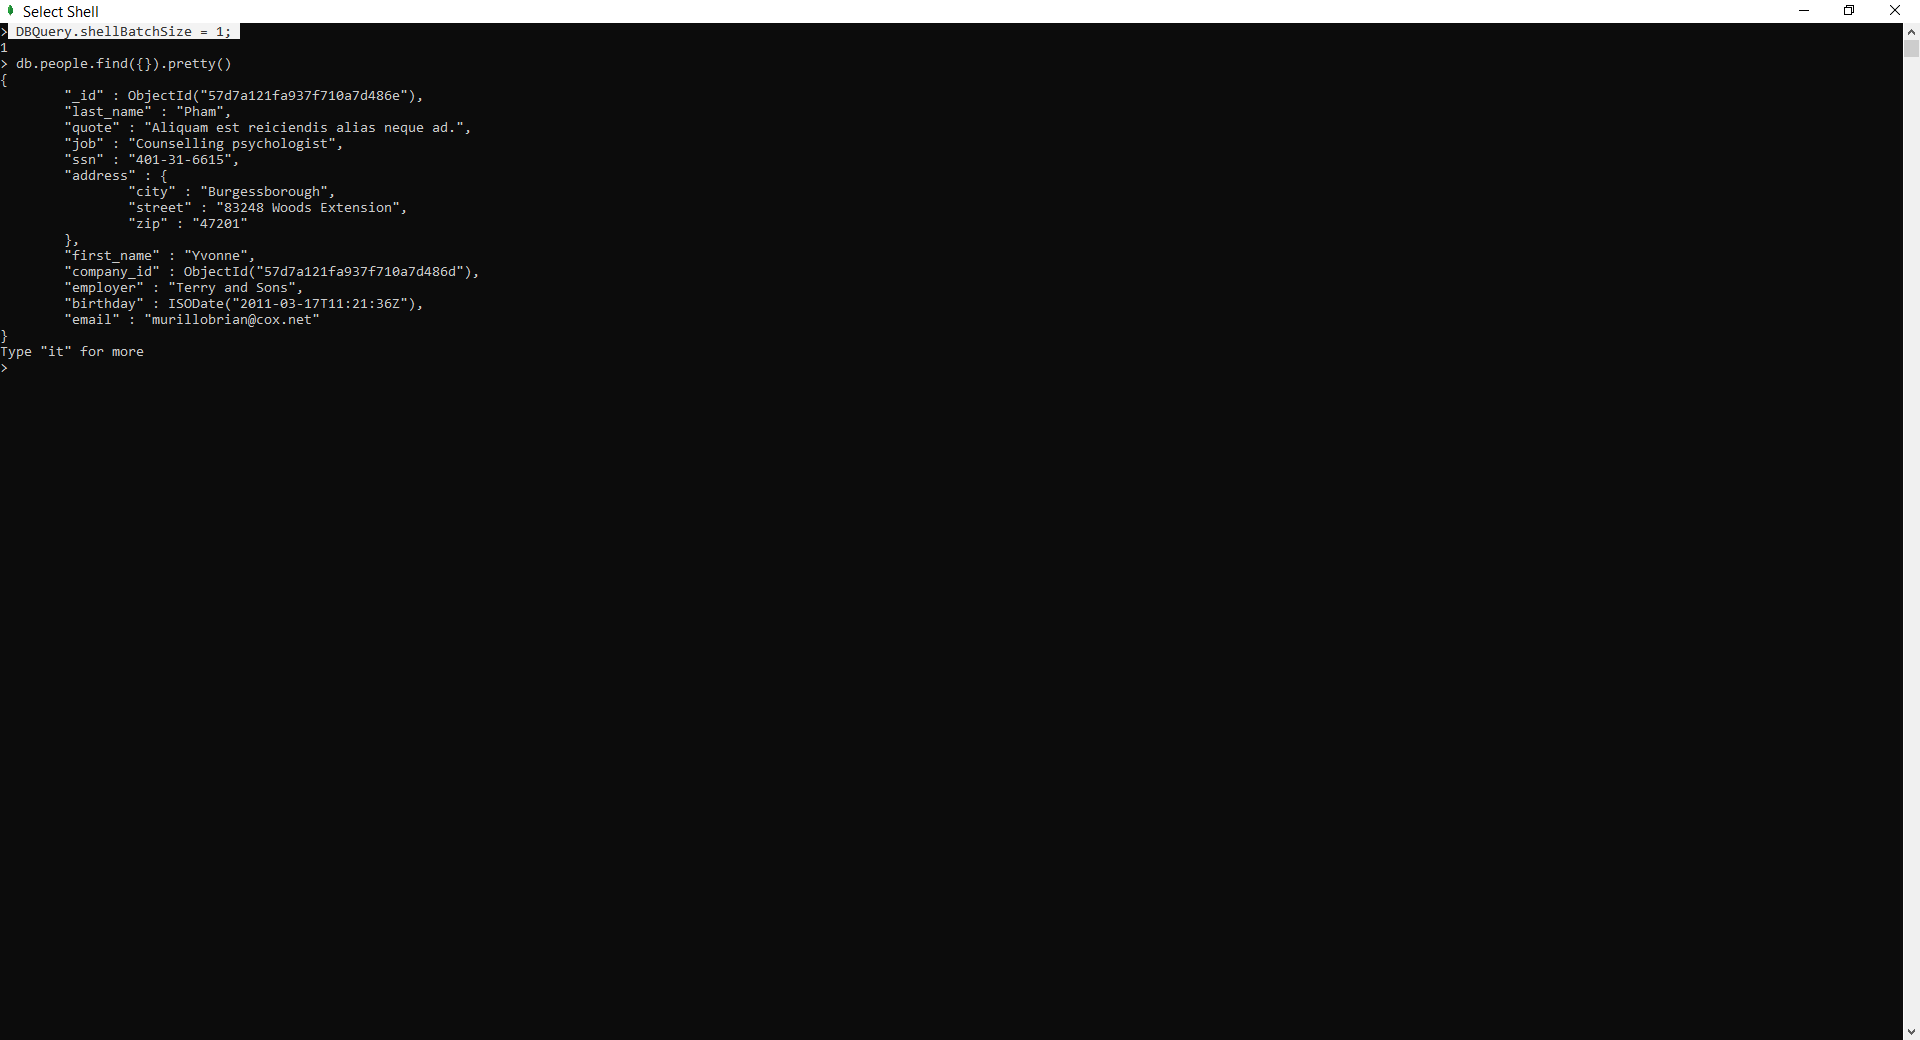 Select Shell
> DBQuery.shellBatchSize = 1;
1
> db.people.find({}).pretty()
{
        "_id" : ObjectId("57d7a121fa937f710a7d486e"),
        "last_name" : "Pham",
        "quote" : "Aliquam est reiciendis alias neque ad.",
        "job" : "Counselling psychologist",
        "ssn" : "401-31-6615",
        "address" : {
                "city" : "Burgessborough",
                "street" : "83248 Woods Extension",
                "zip" : "47201"
        },
        "first_name" : "Yvonne",
        "company_id" : ObjectId("57d7a121fa937f710a7d486d"),
        "employer" : "Terry and Sons",
        "birthday" : ISODate("2011-03-17T11:21:36Z"),
        "email" : "murillobrian@cox.net"
}
Type "it" for more
>